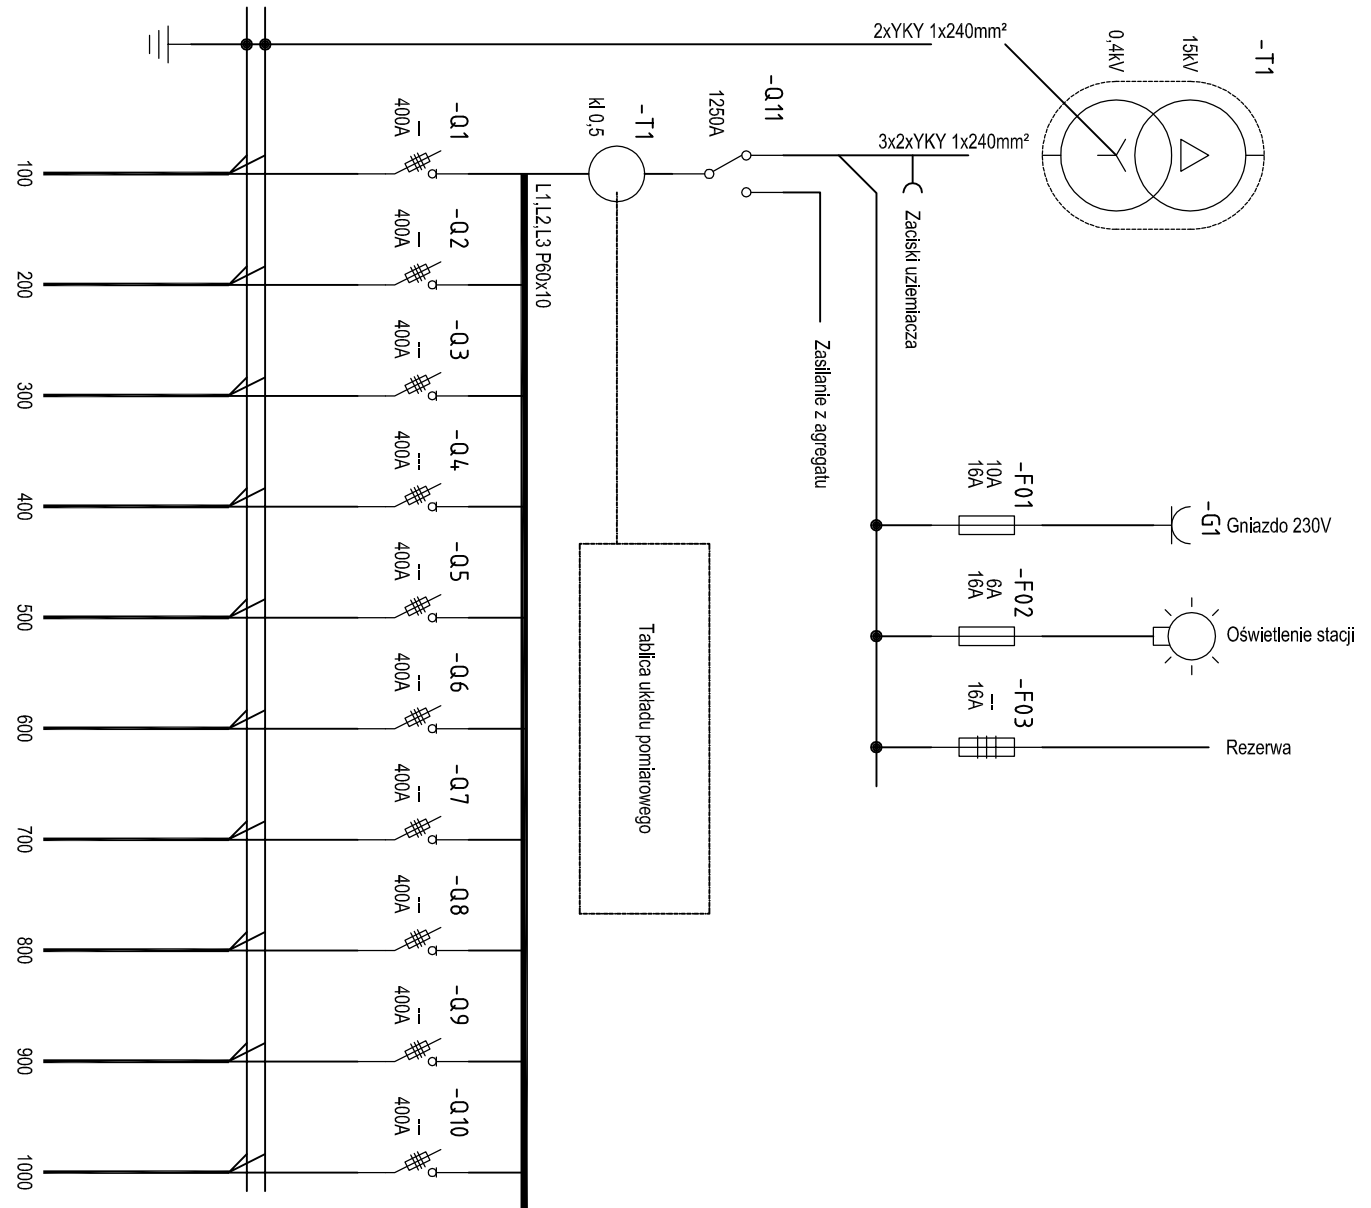 2xYKY 1x240mm²
-T1
15kV
0,4kV
3x2xYKY 1x240mm²
Zaciski uziemiacza
-Q11
1250A
Zasilanie z agregatu
-T1
kl 0,5
L1,L2,L3 P60x10
Tablica układu pomiarowego
-F01
10A
16A
-G1
Gniazdo 230V
-F02
6A
16A
Oświetlenie stacji
-F03
---
16A
Rezerwa
-Q1
---
400A
100
-Q2
---
400A
200
-Q3
---
400A
300
-Q4
---
400A
400
-Q5
---
400A
500
-Q6
---
400A
600
-Q7
---
400A
700
-Q8
---
400A
800
-Q9
---
400A
900
-Q10
---
400A
1000